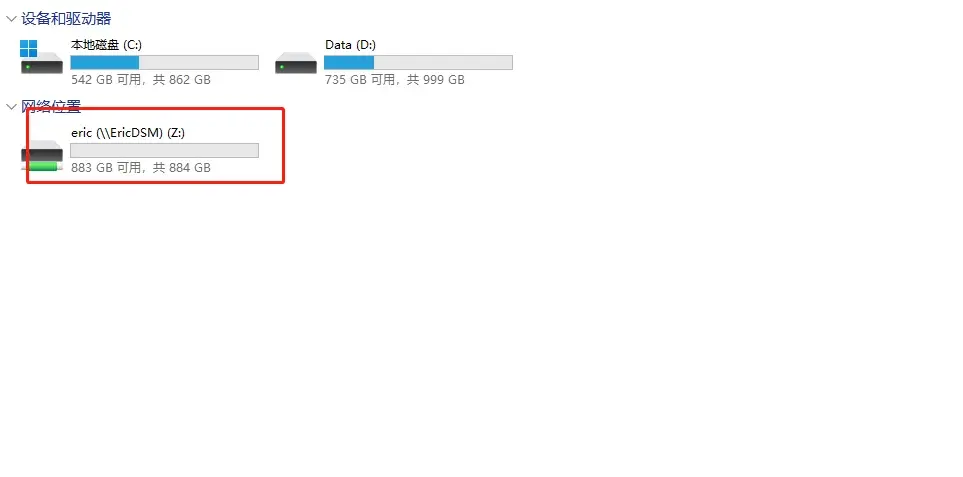 设备和驱动器
本地磁盘 (C:)
542 GB 可用，共 862 GB
Data (D:)
735 GB 可用，共 999 GB
网络位置
eric (\\EricDSM) (Z:)
883 GB 可用，共 884 GB